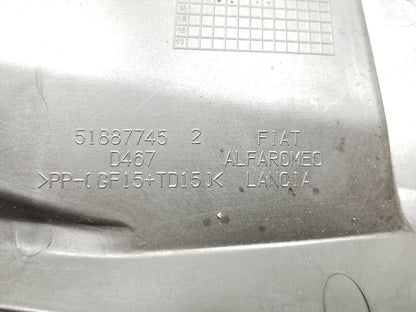 51887745 2 FIAT
D467 ALFAROMEO
>PP-(GF15+TD15)< LANCIA